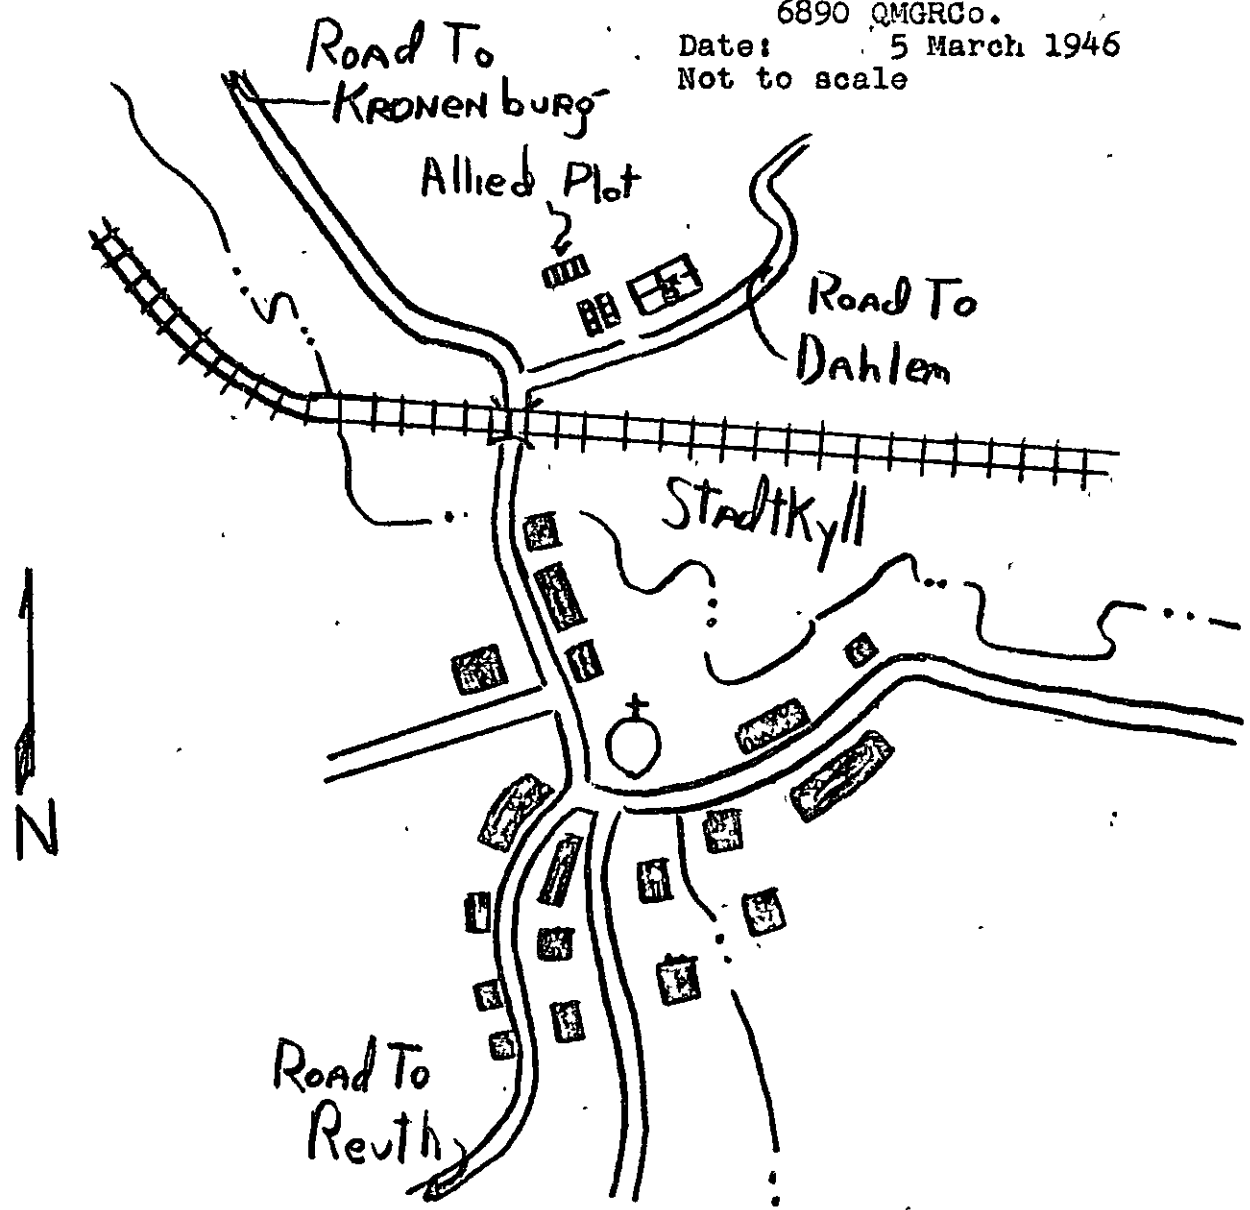 6890 QMGRCo.
Date: 5 March 1946
Not to scale
Road To
Kronenburg
Allied Plot
Road To
Dahlem
StadtKyll
N
Road To
Reuth